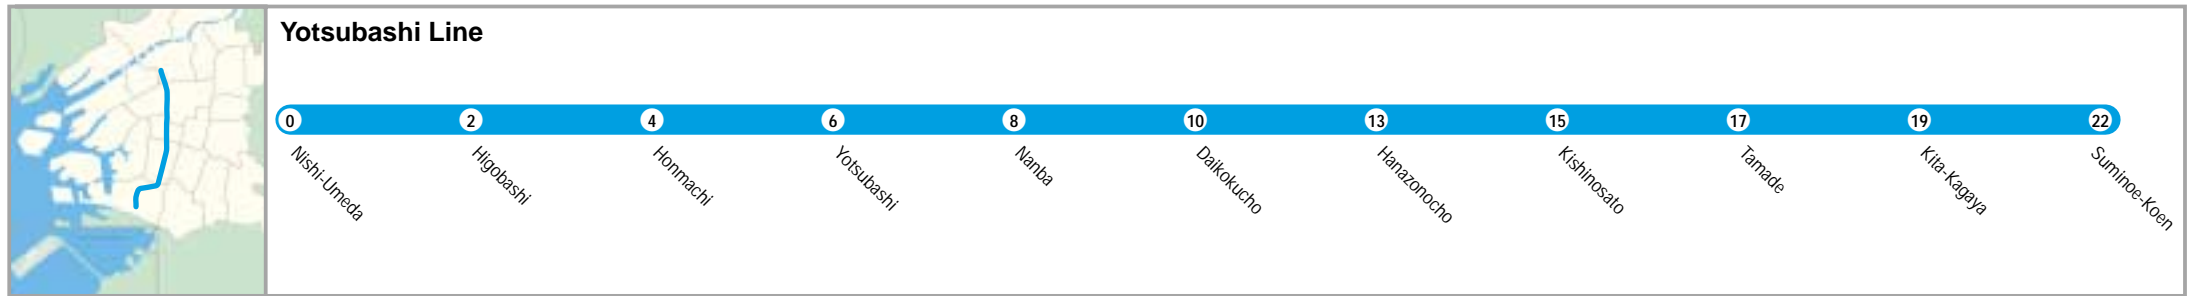 Yotsubashi Line
0 2 4 6 8 10 13 15 17 19 22
Nishi-Umeda
Higobashi
Honmachi
Yotsubashi
Nanba
Daikokucho
Hanazonocho
Kishinosato
Tamade
Kita-Kagaya
Suminoe-Koen